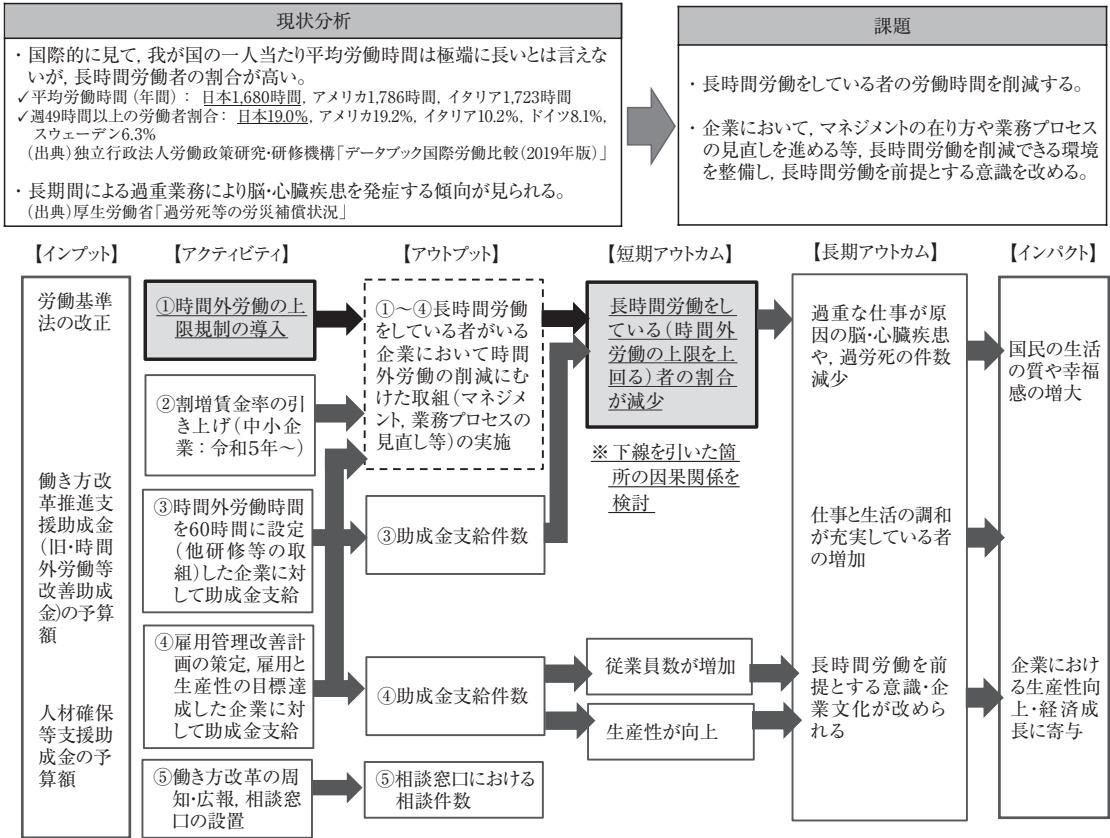 現状分析
・国際的に見て，我が国の一人当たり平均労働時間は極端に長いとは言えな
いが，長時間労働者の割合が高い。
✓平均労働時間（年間）： 日本1,680時間，アメリカ1,786時間，イタリア1,723時間
✓週49時間以上の労働者割合： 日本19.0%，アメリカ19.2%，イタリア10.2%，ドイツ8.1%，
スウェーデン6.3%
（出典）独立行政法人労働政策研究・研修機構「データブック国際労働比較（2019年版）」
・長期間による過重業務により脳・心臓疾患を発症する傾向が見られる。
（出典）厚生労働省「過労死等の労災補償状況」
課題
・長時間労働をしている者の労働時間を削減する。
・企業において，マネジメントの在り方や業務プロセス
の見直しを進める等，長時間労働を削減できる環境
を整備し，長時間労働を前提とする意識を改める。
【インプット】
労働基準
法の改正
働き方改
革推進支
援助成金
（旧・時間
外労働等
改善助成
金）の予算
額
人材確保
等支援助
成金の予
算額
【アクティビティ】
①時間外労働の上
限規制の導入
②割増賃金率の引
き上げ（中小企
業：令和5年～）
③時間外労働時間
を60時間に設定
（他研修等の取
組）した企業に対
して助成金支給
④雇用管理改善計
画の策定，雇用と
生産性の目標達
成した企業に対
して助成金支給
⑤働き方改革の周
知・広報，相談窓
口の設置
【アウトプット】
①～④長時間労働
をしている者がいる
企業において時間
外労働の削減にむ
けた取組（マネジメ
ント，業務プロセスの
見直し等）の実施
③助成金支給件数
④助成金支給件数
⑤相談窓口における
相談件数
【短期アウトカム】
長時間労働をし
ている（時間外
労働の上限を上
回る）者の割合
が減少
※下線を引いた箇
所の因果関係を
検討
従業員数が増加
生産性が向上
【長期アウトカム】
過重な仕事が原
因の脳・心臓疾患
や，過労死の件数
減少
仕事と生活の調和
が充実している者
の増加
長時間労働を前
提とする意識・企
業文化が改めら
れる
【インパクト】
国民の生活
の質や幸福
感の増大
企業におけ
る生産性向
上・経済成
長に寄与